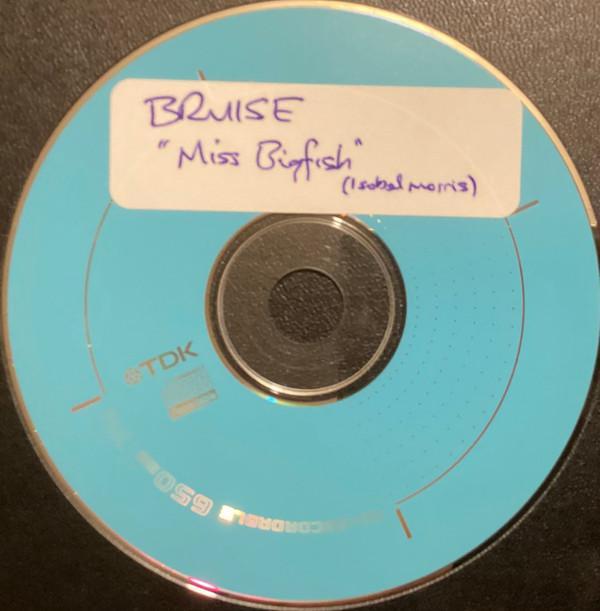 BRUISE
"Miss Bigfish"
(Isobel Morris)
TDK
RECORDABLE 650